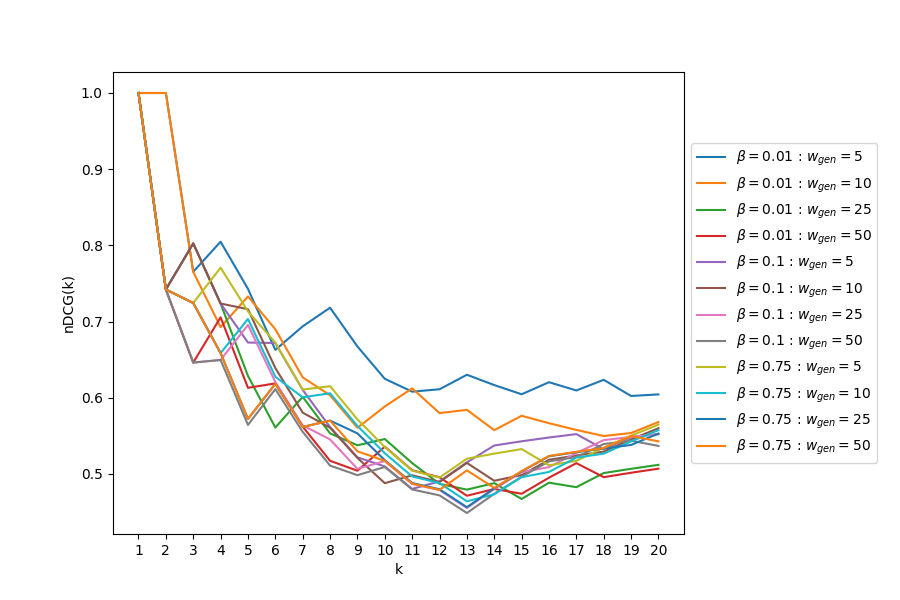 1.0
0.9
0.8
0.7
0.6
0.5
nDCG(k)
1 2 3 4 5 6 7 8 9 10 11 12 13 14 15 16 17 18 19 20
k
β = 0.01 : w_gen = 5
β = 0.01 : w_gen = 10
β = 0.01 : w_gen = 25
β = 0.01 : w_gen = 50
β = 0.1 : w_gen = 5
β = 0.1 : w_gen = 10
β = 0.1 : w_gen = 25
β = 0.1 : w_gen = 50
β = 0.75 : w_gen = 5
β = 0.75 : w_gen = 10
β = 0.75 : w_gen = 25
β = 0.75 : w_gen = 50